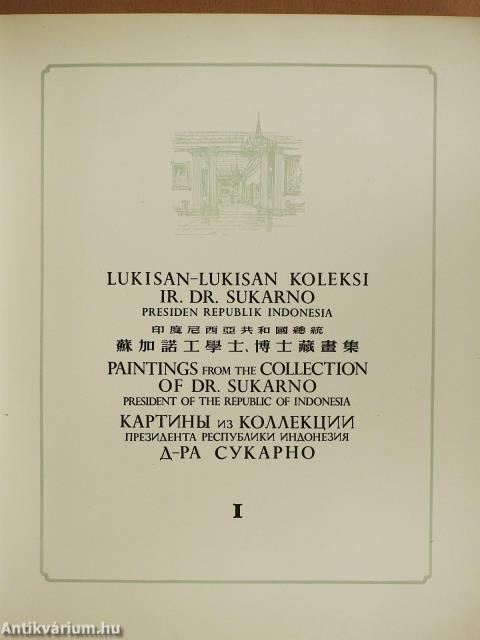 LUKISAN-LUKISAN KOLEKSI
IR. DR. SUKARNO
PRESIDEN REPUBLIK INDONESIA
印度尼西亞共和國總統
蘇加諾工學士、博士藏畫集
PAINTINGS FROM THE COLLECTION
OF DR. SUKARNO
PRESIDENT OF THE REPUBLIC OF INDONESIA
КАРТИНЫ ИЗ КОЛЛЕКЦИИ
ПРЕЗИДЕНТА РЕСПУБЛИКИ ИНДОНЕЗИЯ
Д-РА СУКАРНО
I
Antikvárium.hu